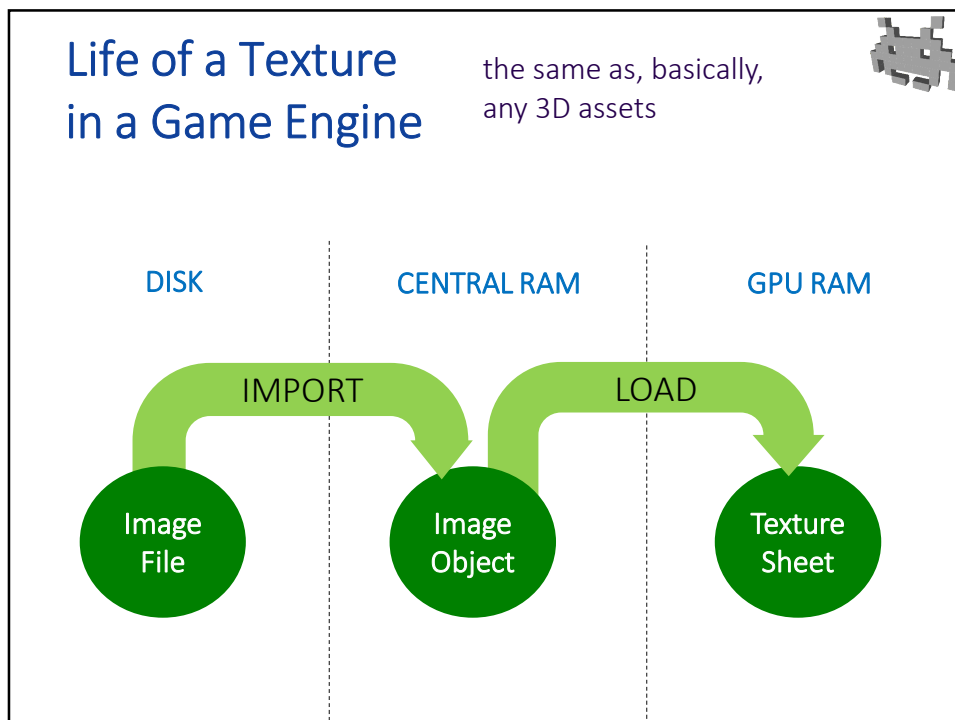 Life of a Texture
in a Game Engine
the same as, basically,
any 3D assets
DISK
CENTRAL RAM
GPU RAM
IMPORT
LOAD
Image
File
Image
Object
Texture
Sheet